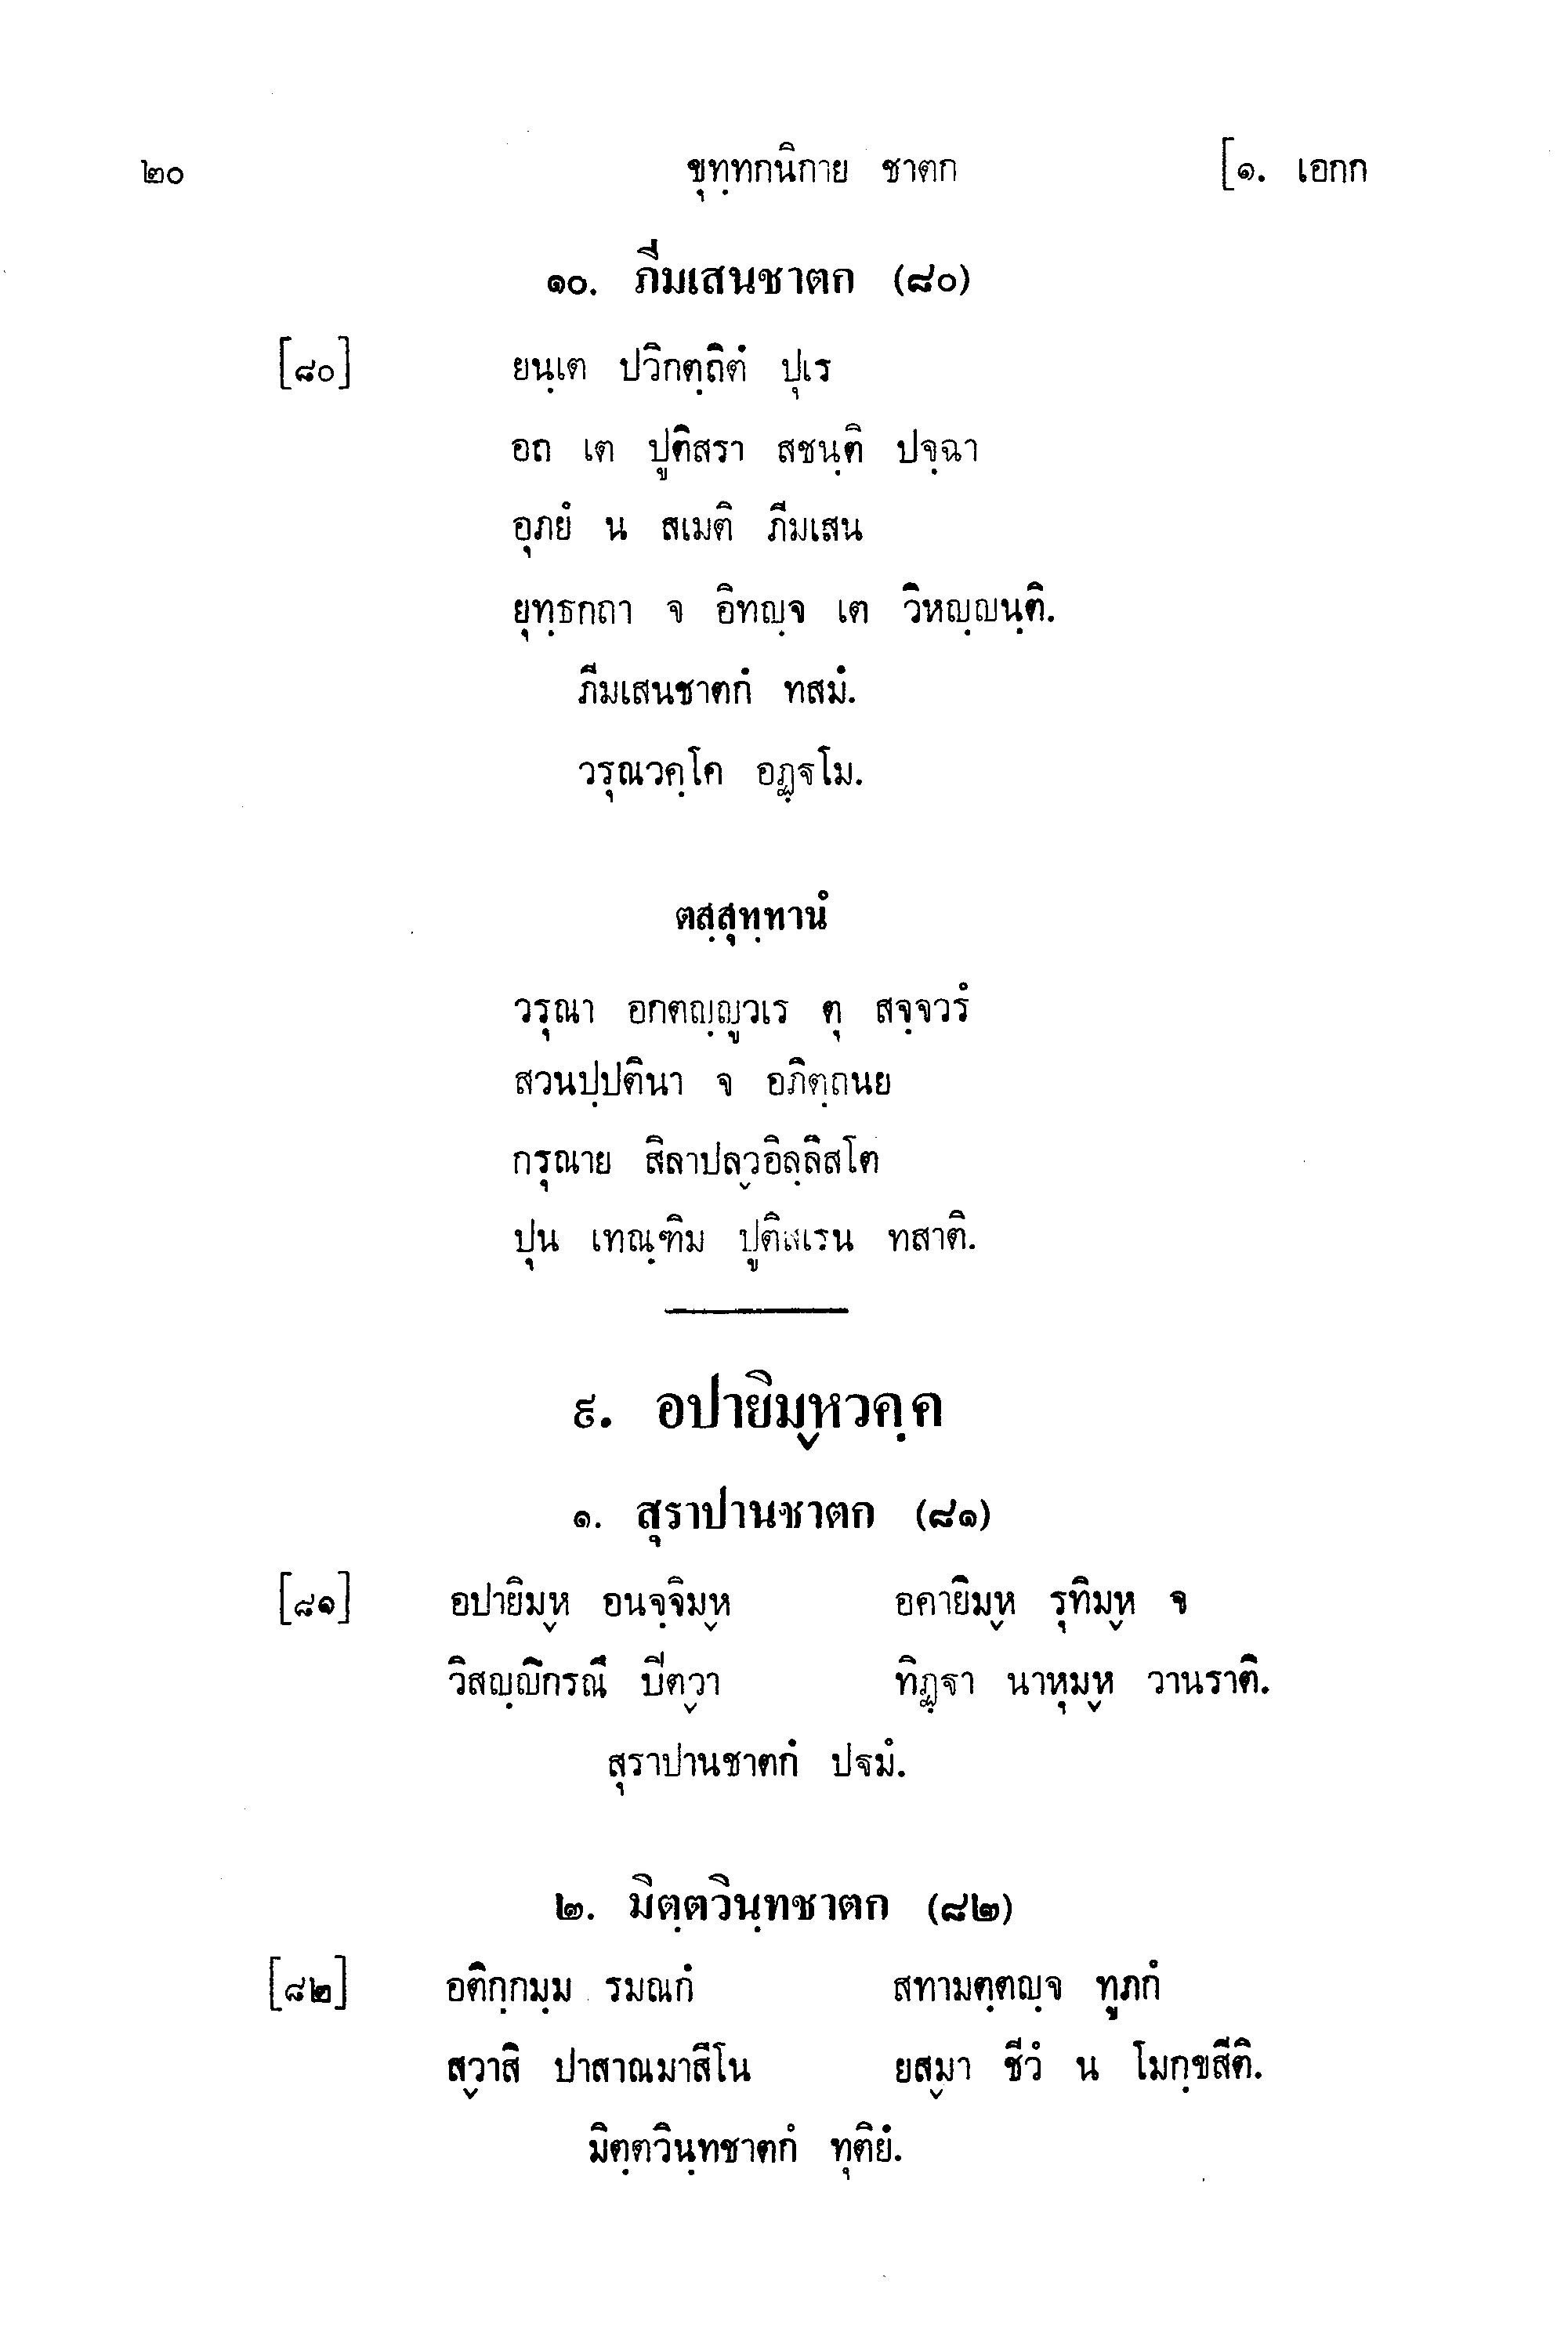 ๒๐ ขุทฺทกนิกาย ชาตก [๑. เอกก
๑๐. ภีมเสนชาตก (๘๐)
[๘๐] ยนฺเต ปวิกตฺถิตํ ปุเร
อถ เต ปูติสรา สชนฺติ ปจฺฉา
อุภยํ น สเมติ ภีมเสน
ยุทฺธกถา จ อิทญฺจ เต วิหญฺญนฺติ.
ภีมเสนชาตกํ ทสมํ.
วรุณวคฺโค อฏฺฐโม.
ตสฺสุทฺทานํ
วรุณา อกตญฺญูวเร ตุ สจฺจวรํ
สวนปฺปตินา จ อภิตฺถนย
กรุณาย สิลาปลฺวอิลฺลิสโต
ปุน เทณฺฑิม ปูติสเรน ทสาติ.
๙. อปายิมฺหวคฺค
๑. สุราปานชาตก (๘๑)
[๘๑] อปายิมฺห อนจฺจิมฺห อคายิมฺห รุทิมฺห จ
วิสญฺญีกรณึ ปีตฺวา ทิฏฺฐา นาหุมฺห วานราติ.
สุราปานชาตกํ ปฐมํ.
๒. มิตฺตวินฺทชาตก (๘๒)
[๘๒] อติกฺกมฺม รมณกํ สทามตฺตญฺจ ทูภกํ
สฺวาสิ ปาสาณมาสีโน ยสฺมา ชีวํ น โมกฺขสีติ.
มิตฺตวินฺทชาตกํ ทุติยํ.